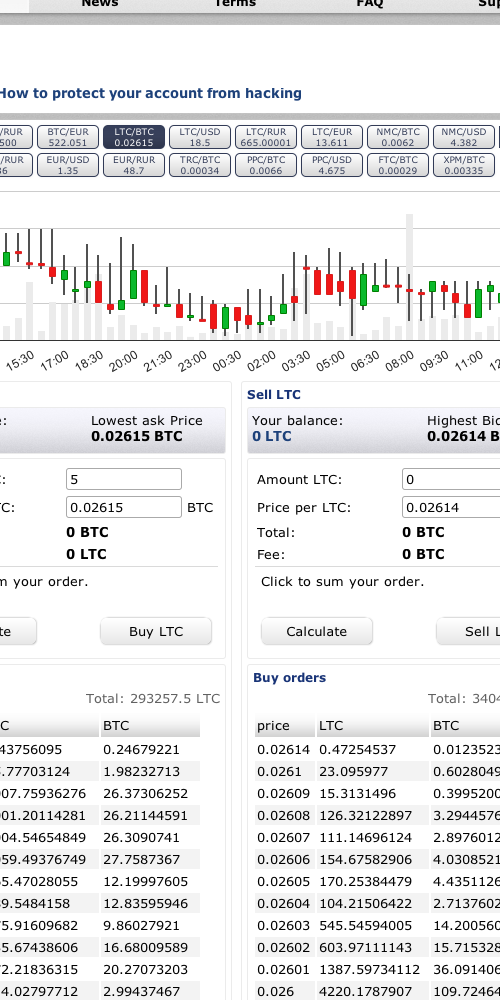 News Terms FAQ Sup
How to protect your account from hacking
/RUR BTC/EUR LTC/BTC LTC/USD LTC/RUR LTC/EUR NMC/BTC NMC/USD
500 522.051 0.02615 18.5 665.00001 13.611 0.0062 4.382
/RUR EUR/USD EUR/RUR TRC/BTC PPC/BTC PPC/USD FTC/BTC XPM/BTC
1.35 48.7 0.00034 0.0066 4.675 0.00029 0.00335
15:30 17:00 18:30 20:00 21:30 23:00 00:30 02:00 03:30 05:00 06:30 08:00 09:30 11:00 12
Sell LTC
e: Lowest ask Price Your balance: Highest Bid
0.02615 BTC 0 LTC 0.02614 B
C: 5 Amount LTC: 0
TC: 0.02615 BTC Price per LTC: 0.02614
0 BTC Total: 0 BTC
0 LTC Fee: 0 BTC
m your order. Click to sum your order.
te Buy LTC Calculate Sell L
Buy orders
Total: 293257.5 LTC Total: 3404
C BTC price LTC BTC
43756095 0.24679221 0.02614 0.47254537 0.0123523
.77703124 1.98232713 0.0261 23.095977 0.6028049
07.75936276 26.37306252 0.02609 15.3131496 0.3995200
01.20114281 26.21144591 0.02608 126.32122897 3.2944576
04.54654849 26.3090741 0.02607 111.14696124 2.8976012
59.49376749 27.7587367 0.02606 154.67582906 4.0308521
5.47028055 12.19997605 0.02605 170.25384479 4.4351126
9.5484158 12.83595946 0.02604 104.21506422 2.7137602
5.91609682 9.86027921 0.02603 545.54594005 14.200560
5.67438606 16.68009589 0.02602 603.97111143 15.715328
2.21836315 20.27073203 0.02601 1387.59734112 36.091406
4.02797712 2.99437467 0.026 4220.1787907 109.72464